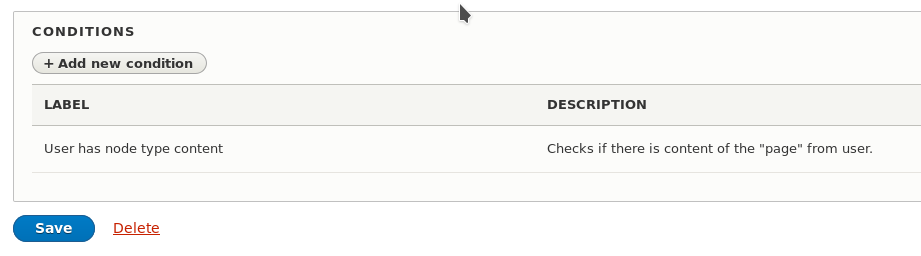 CONDITIONS
+ Add new condition
LABEL DESCRIPTION
User has node type content Checks if there is content of the "page" from user.
Save Delete